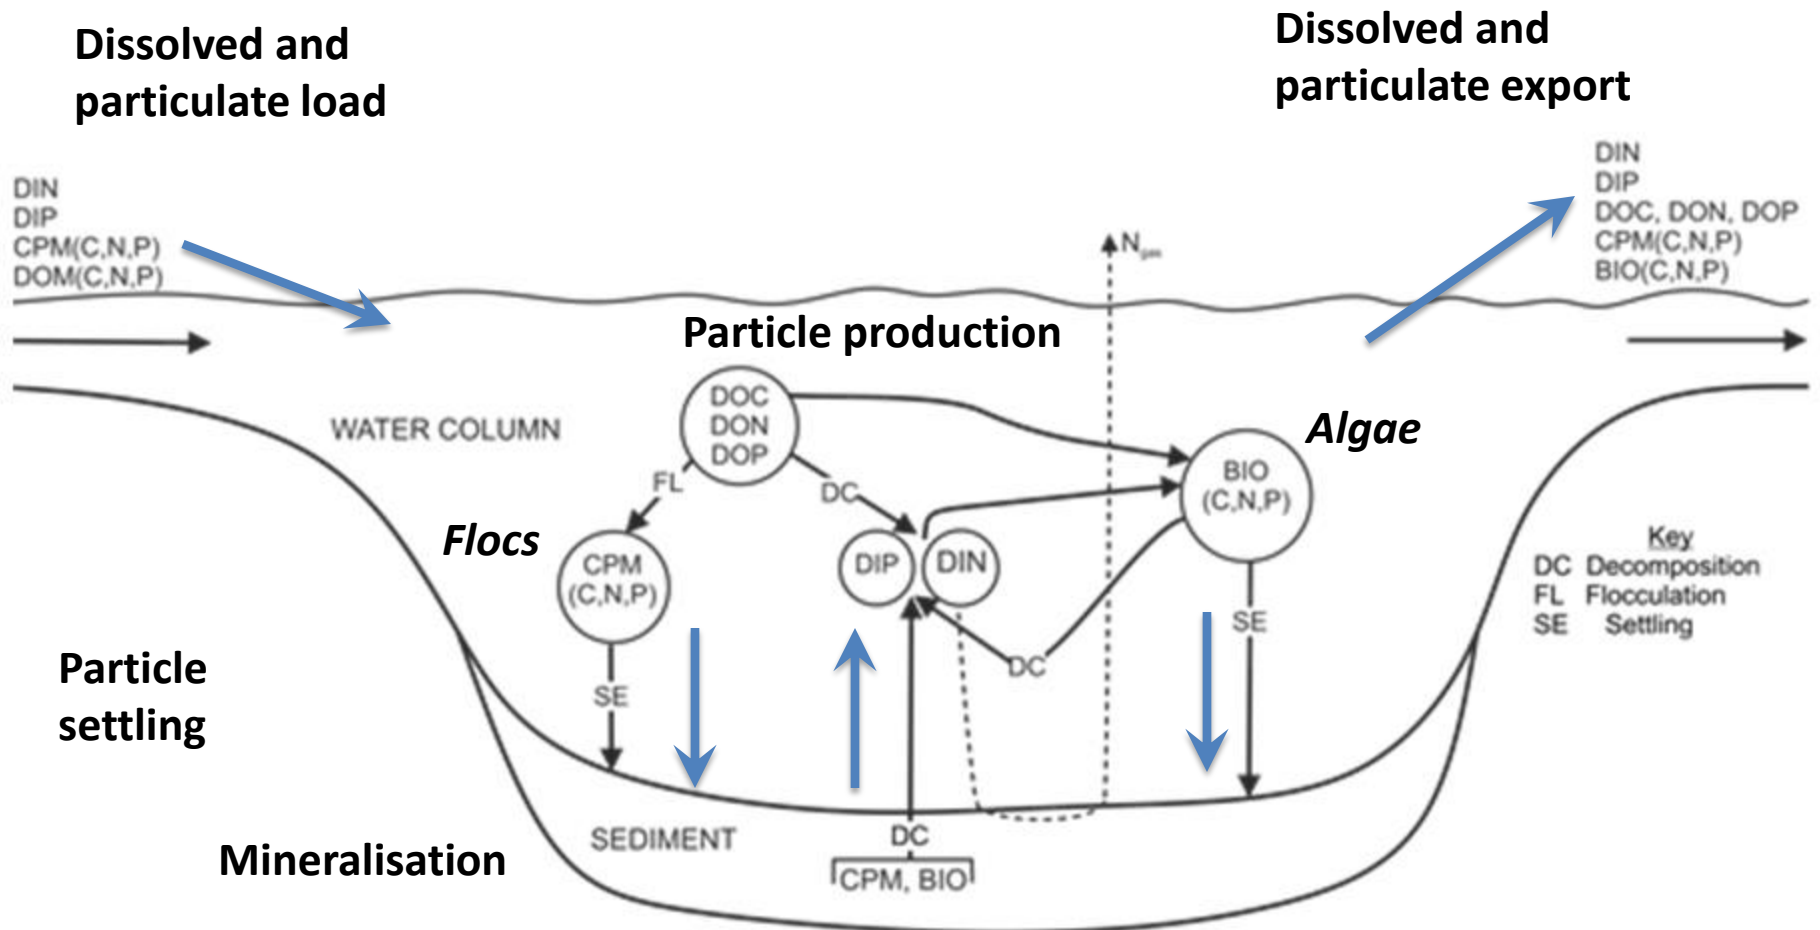 Dissolved and
particulate load
Dissolved and
particulate export
DIN
DIP
CPM(C,N,P)
DOM(C,N,P)
DIN
DIP
DOC, DON, DOP
CPM(C,N,P)
BIO(C,N,P)
Ngas
Particle production
WATER COLUMN
DOC
DON
DOP
Algae
BIO
(C,N,P)
FL
DC
Flocs
CPM
(C,N,P)
DIP
DIN
Key
DC Decomposition
FL Flocculation
SE Settling
SE
DC
SE
Particle
settling
Mineralisation
SEDIMENT
DC
CPM, BIO